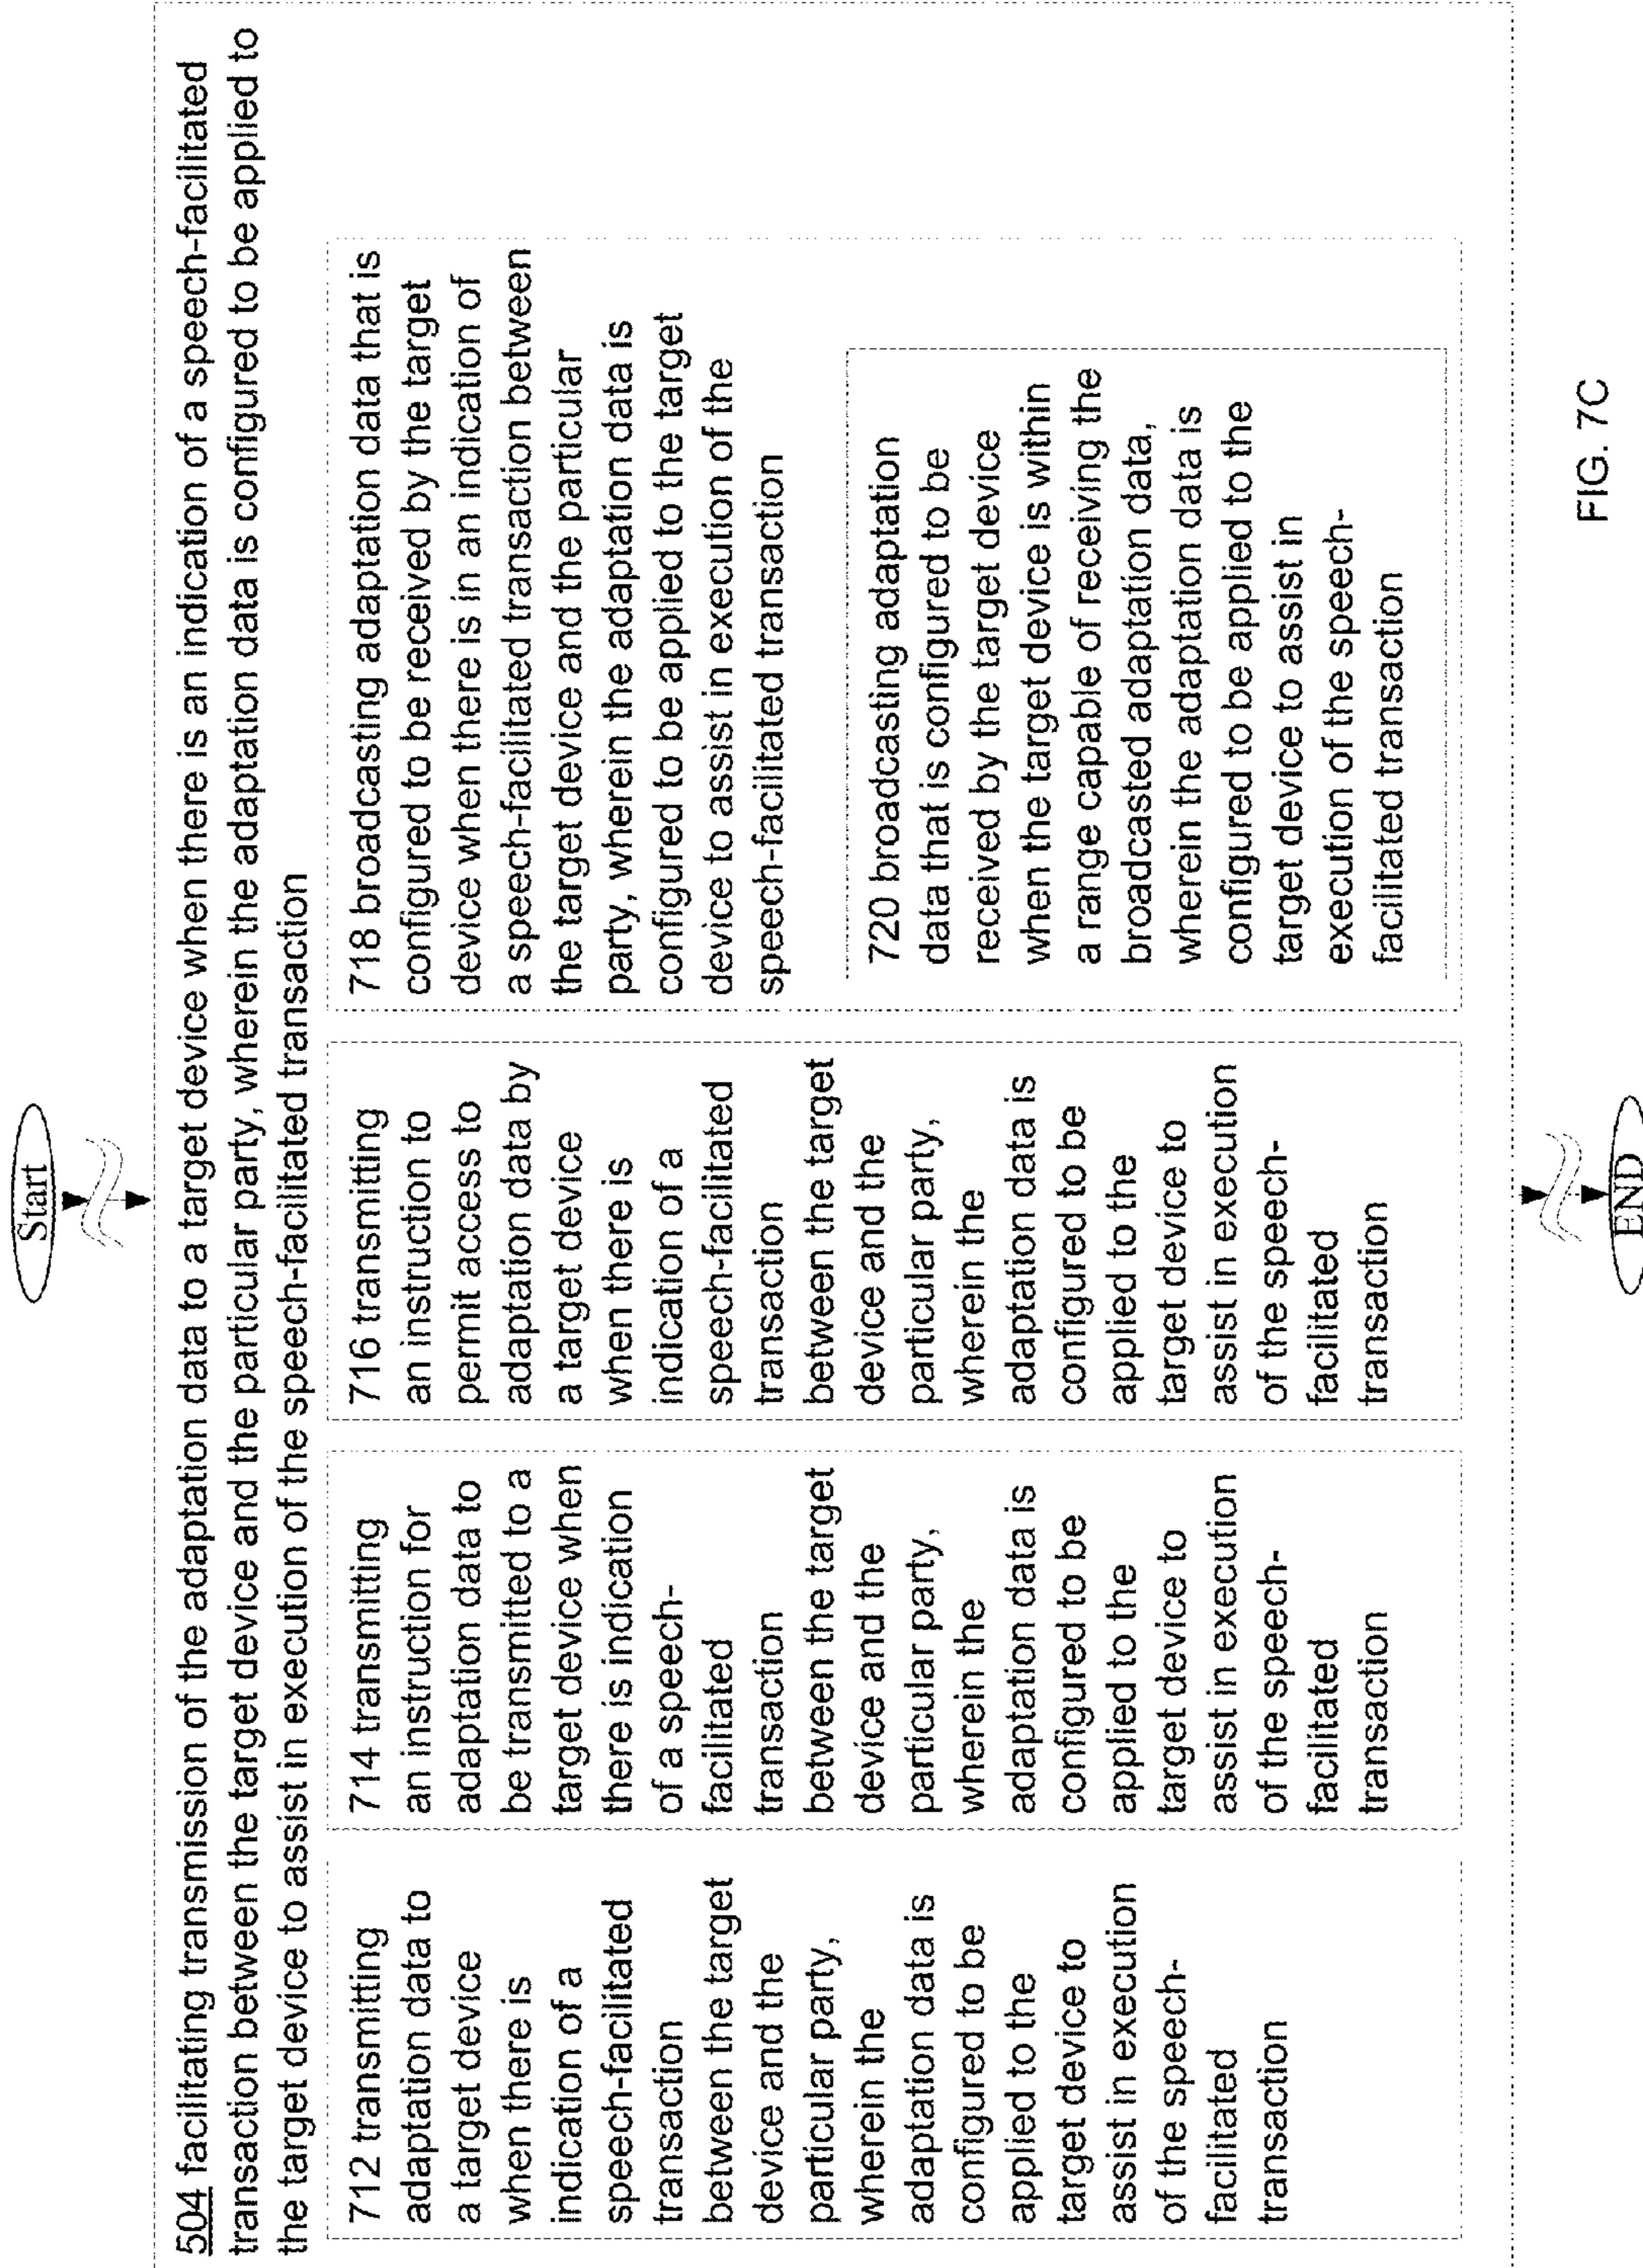 Start
504 facilitating transmission of the adaptation data to a target device when there is an indication of a speech-facilitated
transaction between the target device and the particular party, wherein the adaptation data is configured to be applied to
the target device to assist in execution of the speech-facilitated transaction
712 transmitting
adaptation data to
a target device
when there is
indication of a
speech-facilitated
transaction
between the target
device and the
particular party,
wherein the
adaptation data is
configured to be
applied to the
target device to
assist in execution
of the speech-
facilitated
transaction
714 transmitting
an instruction for
adaptation data to
be transmitted to a
target device when
there is indication
of a speech-
facilitated
transaction
between the target
device and the
particular party,
wherein the
adaptation data is
configured to be
applied to the
target device to
assist in execution
of the speech-
facilitated
transaction
716 transmitting
an instruction to
permit access to
adaptation data by
a target device
when there is
indication of a
speech-facilitated
transaction
between the target
device and the
particular party,
wherein the
adaptation data is
configured to be
applied to the
target device to
assist in execution
of the speech-
facilitated
transaction
718 broadcasting adaptation data that is
configured to be received by the target
device when there is in an indication of
a speech-facilitated transaction between
the target device and the particular
party, wherein the adaptation data is
configured to be applied to the target
device to assist in execution of the
speech-facilitated transaction
720 broadcasting adaptation
data that is configured to be
received by the target device
when the target device is within
a range capable of receiving the
broadcasted adaptation data,
wherein the adaptation data is
configured to be applied to the
target device to assist in
execution of the speech-
facilitated transaction
END
FIG. 7C